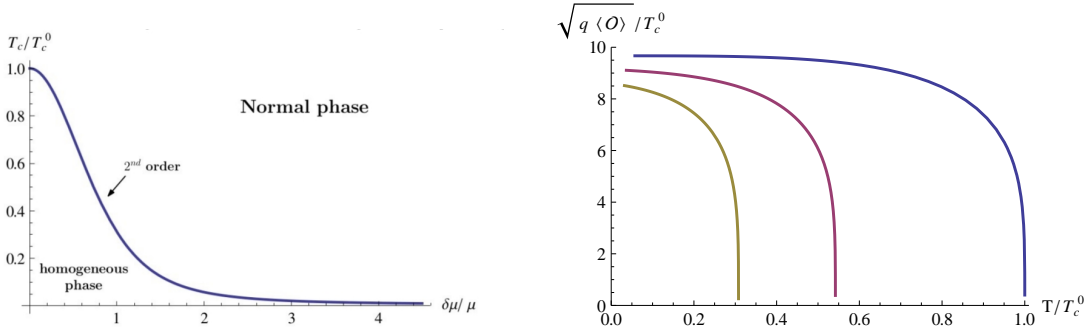 T_c/T_c^0
1.0
0.8
0.6
0.4
0.2
Normal phase
2^nd order
homogeneous
phase
1
2
3
4
δμ/ μ
√q ⟨O⟩ /T_c^0
10
8
6
4
2
0
0.0
0.2
0.4
0.6
0.8
1.0
T/T_c^0